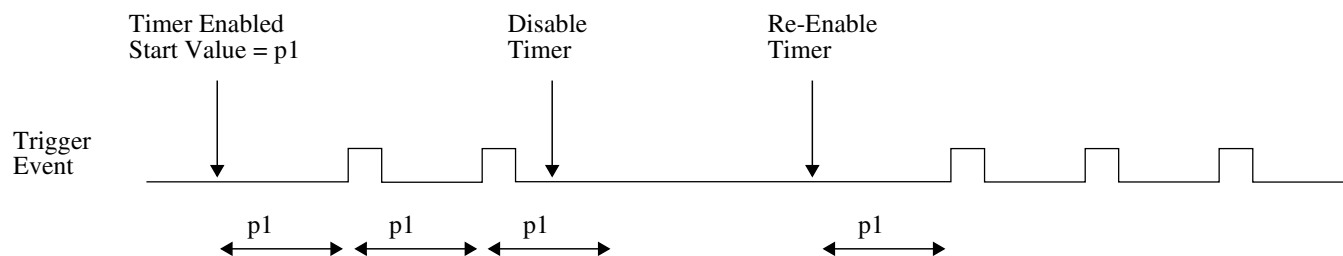 Timer Enabled
Start Value = p1
Disable
Timer
Re-Enable
Timer
Trigger
Event
p1
p1
p1
p1